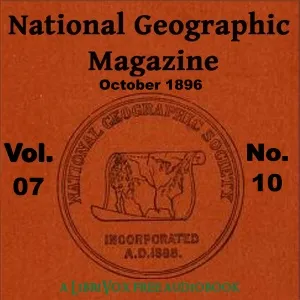 National Geographic
Magazine
October 1896
Vol.
07
No.
10
NATIONAL GEOGRAPHIC SOCIETY
INCORPORATED
A.D.1888.
A LIBRIVOX FREE AUDIOBOOK